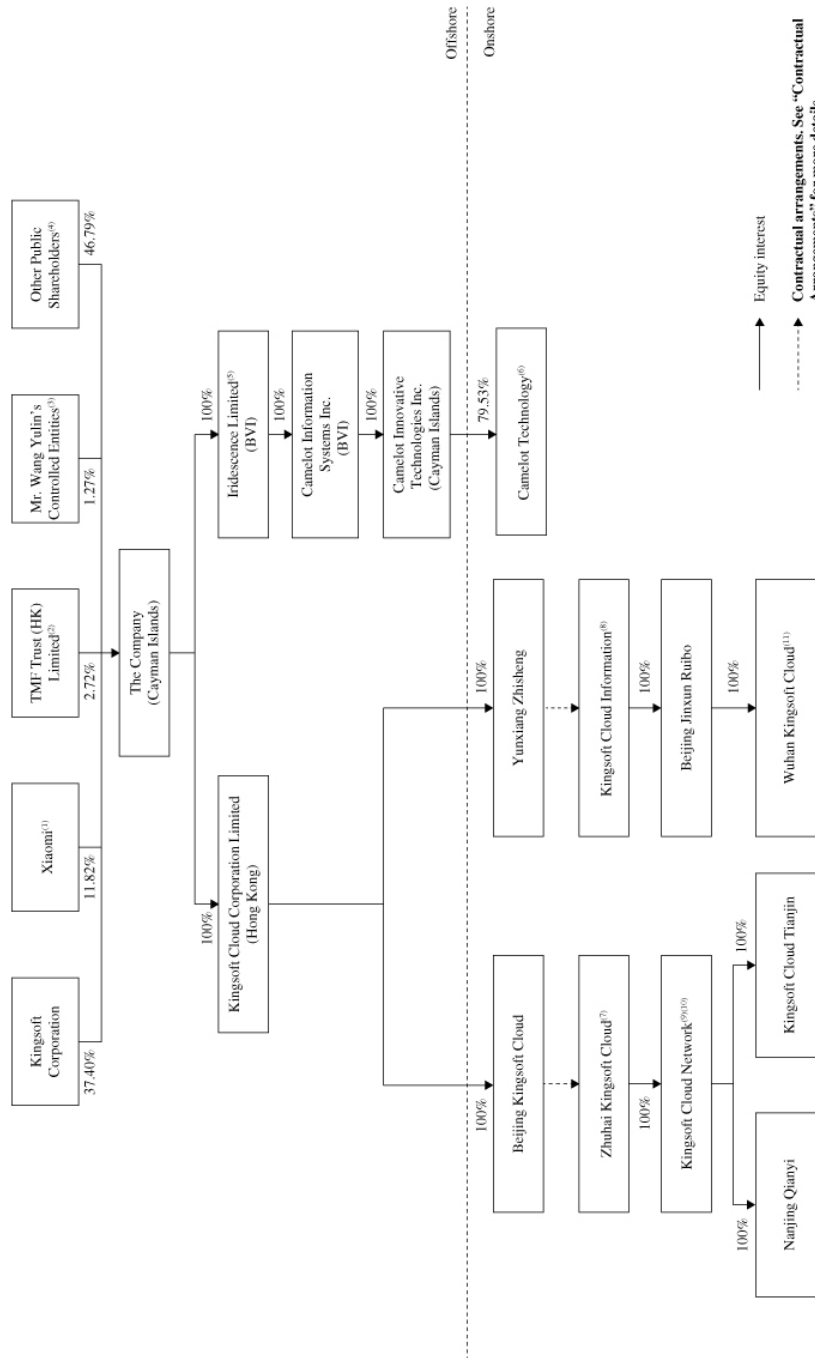 Kingsoft
Corporation
Xiaomi(1)
TMF Trust (HK)
Limited(2)
Mr. Wang Yulin's
Controlled Entities(3)
Other Public
Shareholders(4)
37.40%
11.82%
2.72%
1.27%
46.79%
The Company
(Cayman Islands)
100%
100%
Kingsoft Cloud Corporation Limited
(Hong Kong)
Iridescence Limited(5)
(BVI)
100%
Camelot Information
Systems Inc.
(BVI)
100%
Camelot Innovative
Technologies Inc.
(Cayman Islands)
Offshore
Onshore
100%
100%
79.53%
Beijing Kingsoft Cloud
Yunxiang Zhisheng
Camelot Technology(6)
Zhuhai Kingsoft Cloud(7)
Kingsoft Cloud Information(8)
100%
100%
Kingsoft Cloud Network(9)(10)
Beijing Jinxun Ruibo
100%
100%
100%
Nanjing Qianyi
Kingsoft Cloud Tianjin
Wuhan Kingsoft Cloud(11)
Equity interest
Contractual arrangements. See “Contractual
Arrangements” for more details